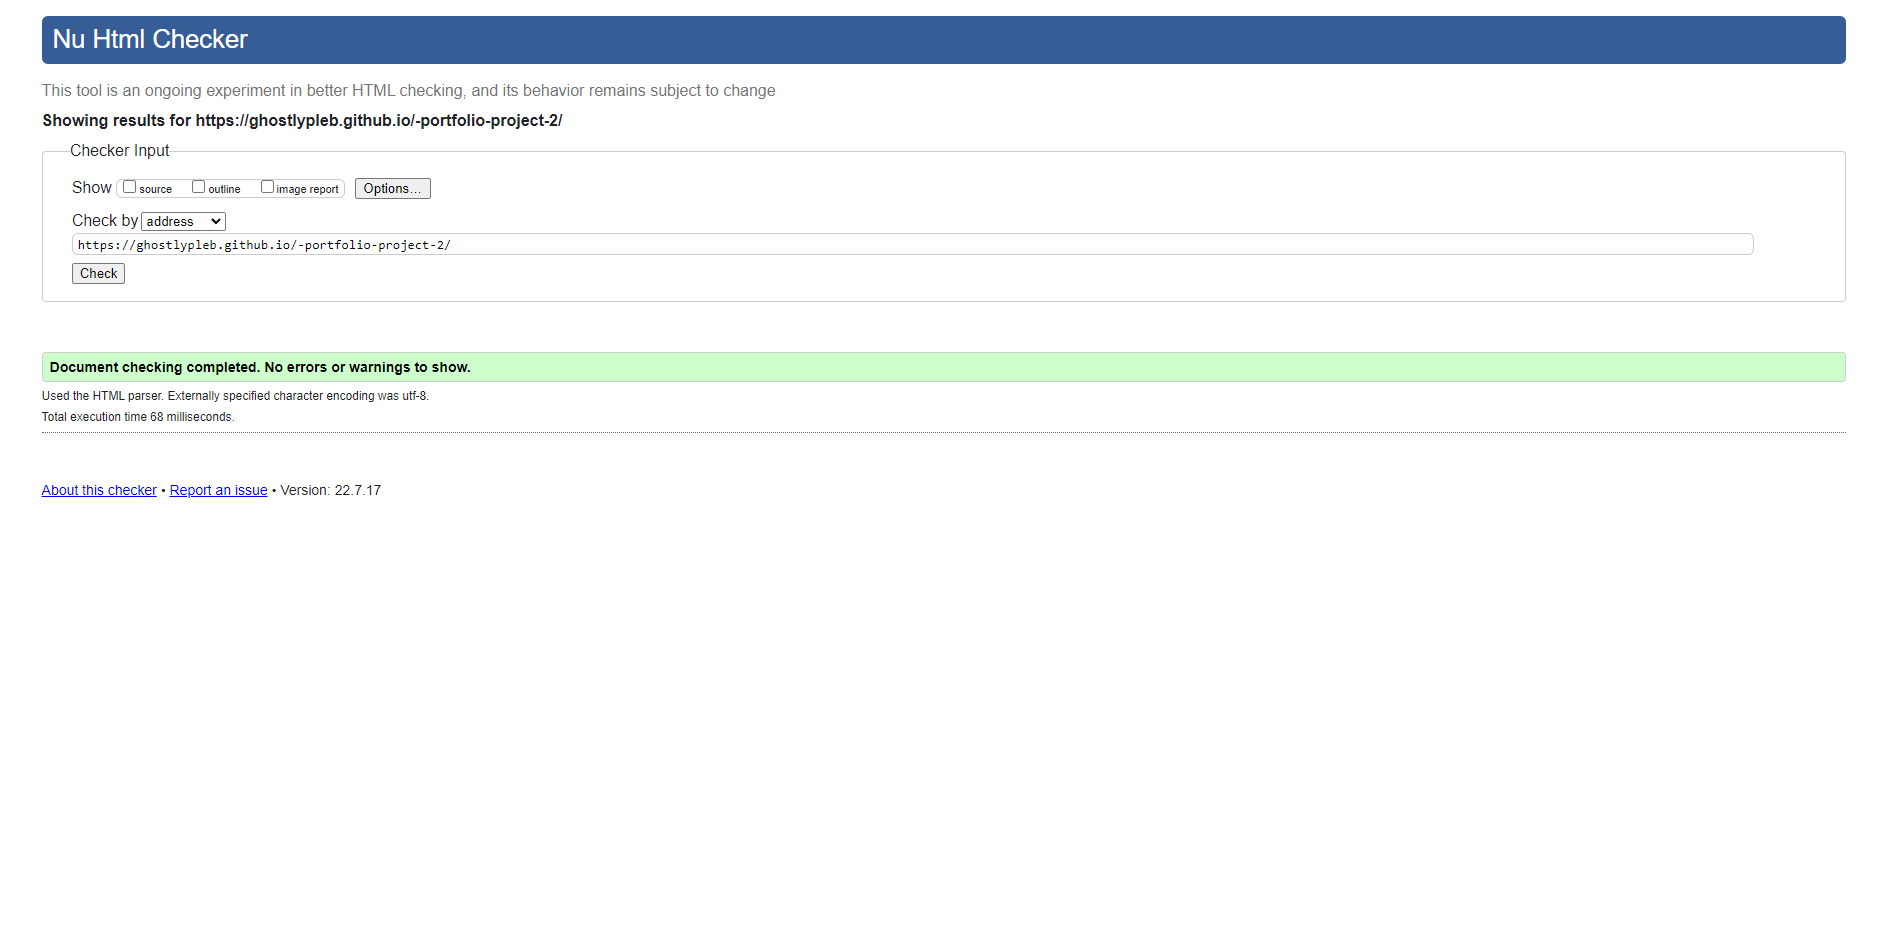 Nu Html Checker
This tool is an ongoing experiment in better HTML checking, and its behavior remains subject to change
Showing results for https://ghostlypleb.github.io/-portfolio-project-2/
Checker Input
Show source outline image report Options...
Check by address
https://ghostlypleb.github.io/-portfolio-project-2/
Check
Document checking completed. No errors or warnings to show.
Used the HTML parser. Externally specified character encoding was utf-8.
Total execution time 68 milliseconds.
About this checker • Report an issue • Version: 22.7.17